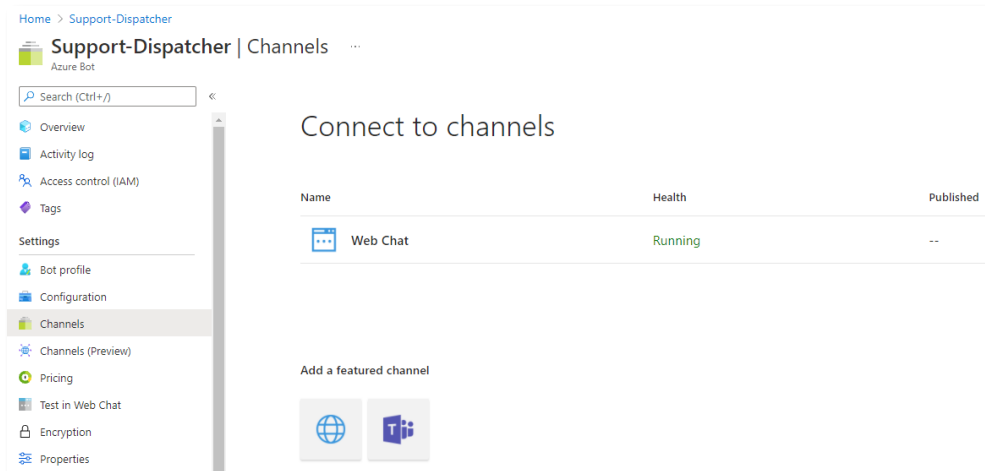 Home > Support-Dispatcher
Support-Dispatcher | Channels ...
Azure Bot
Search (Ctrl+/) «
Overview
Activity log
Access control (IAM)
Tags
Settings
Bot profile
Configuration
Channels
Channels (Preview)
Pricing
Test in Web Chat
Encryption
Properties
Connect to channels
Name Health Published
Web Chat Running --
Add a featured channel
T